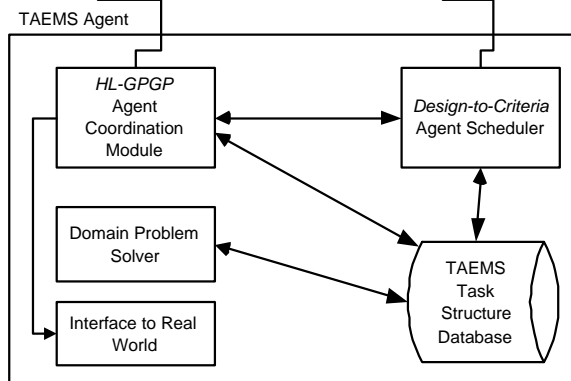 TAEMS Agent
HL-GPGP
Agent
Coordination
Module
Design-to-Criteria
Agent Scheduler
Domain Problem
Solver
TAEMS
Task
Structure
Database
Interface to Real
World